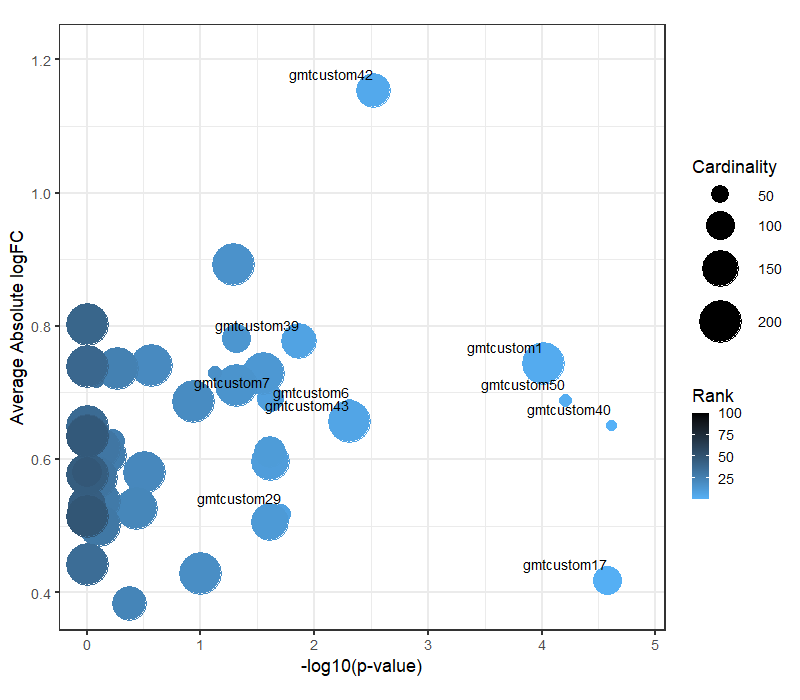 gmtcustom42
gmtcustom39
gmtcustom1
gmtcustom7
gmtcustom50
gmtcustom6
gmtcustom43
gmtcustom40
gmtcustom29
gmtcustom17
1.2
1.0
0.8
0.6
0.4
Average Absolute logFC
0 1 2 3 4 5
-log10(p-value)
Cardinality
50
100
150
200
Rank
100
75
50
25